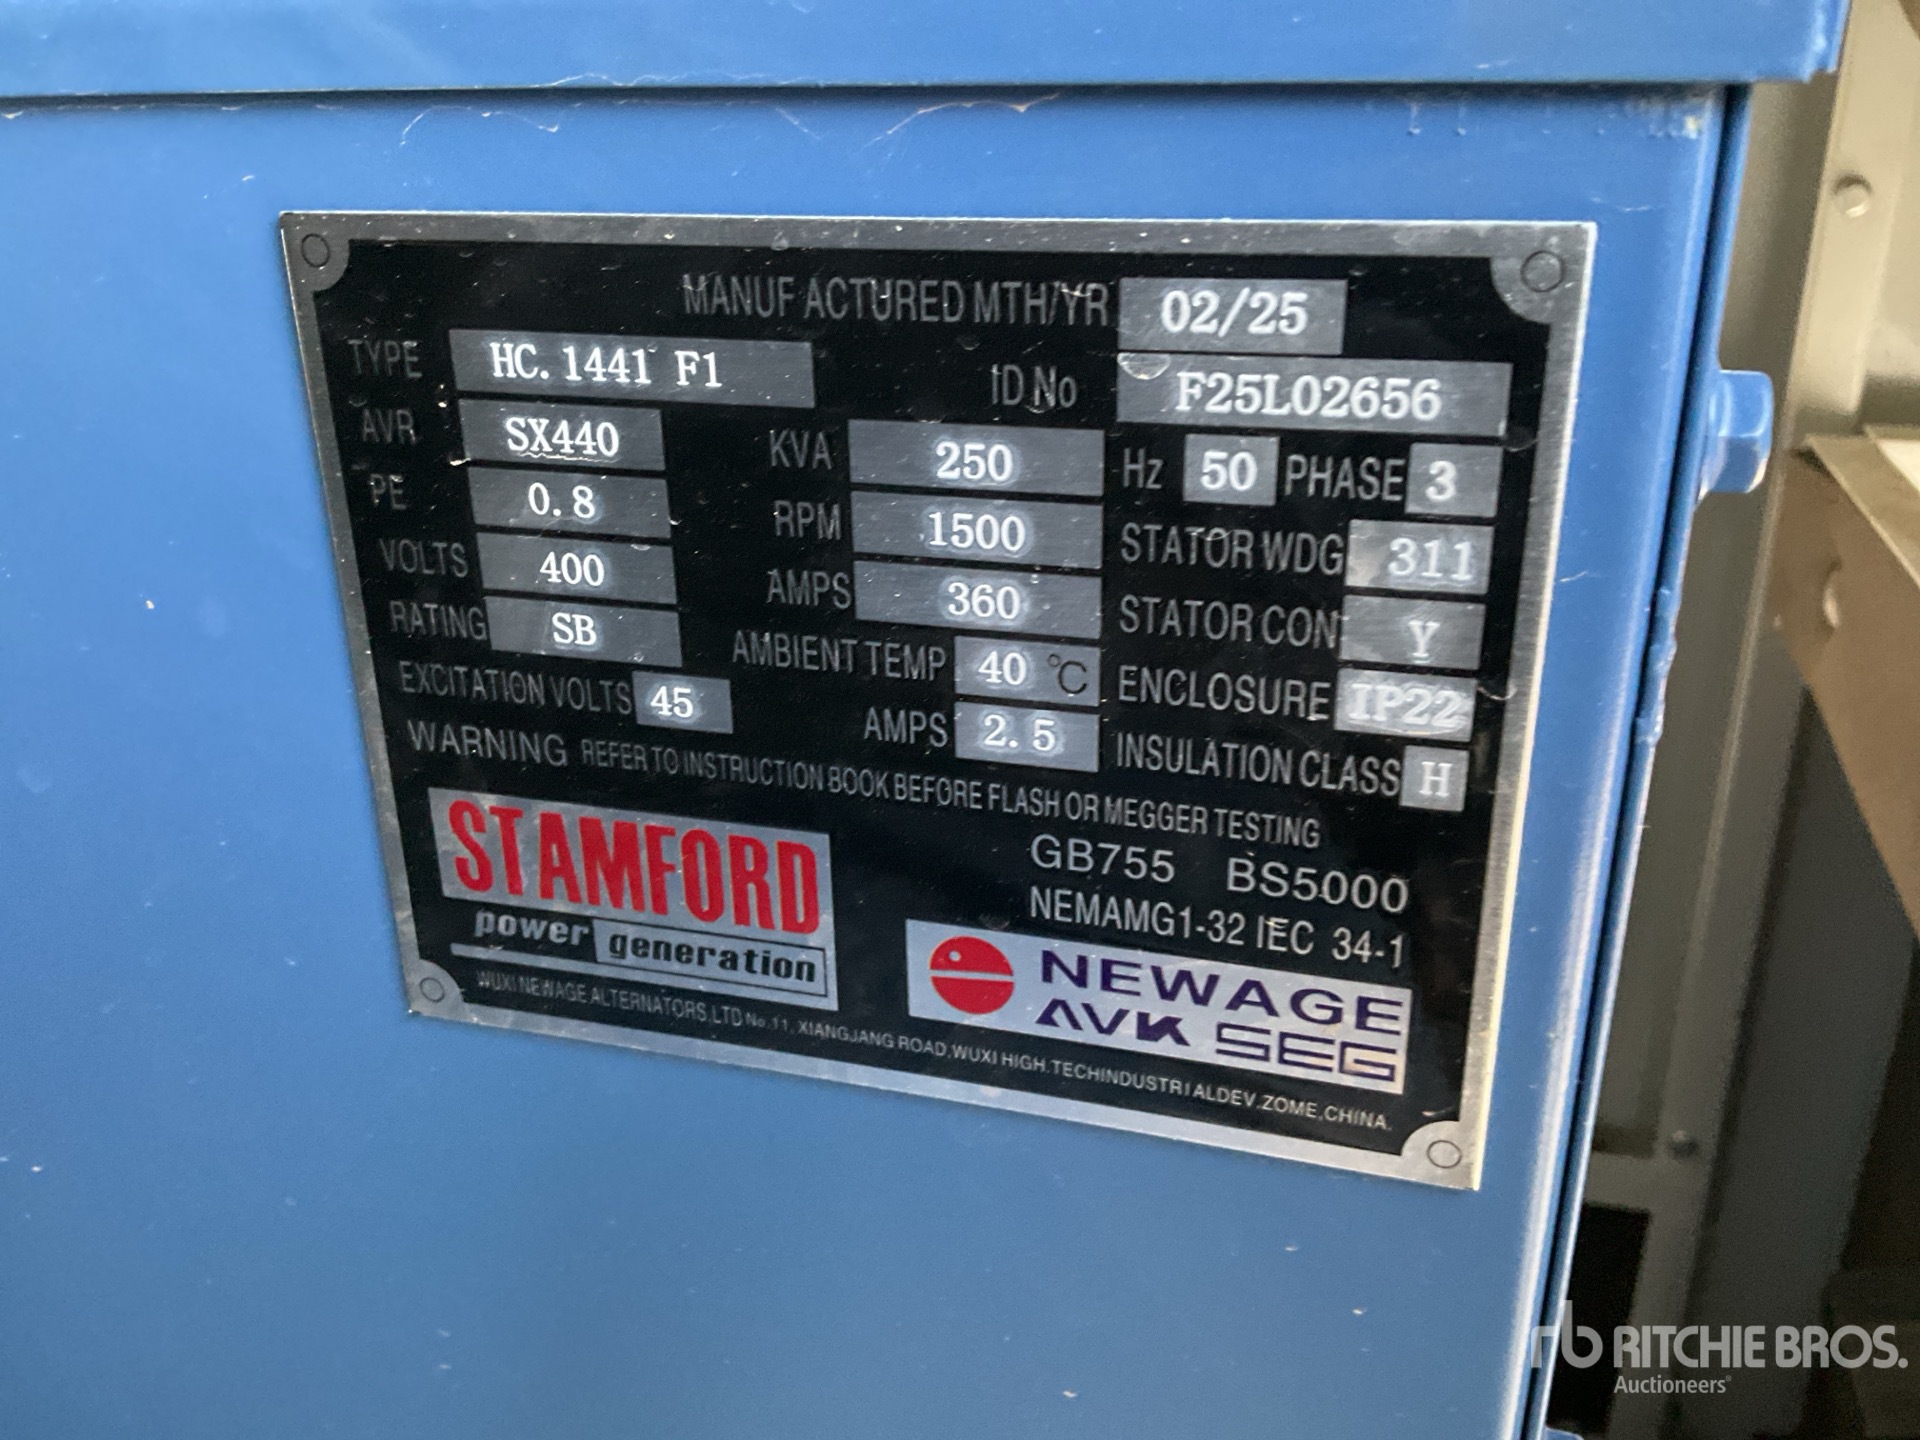 MANUF ACTURED MTH/YR 02/25
TYPE HC. 1441 F1 ID No F25L02656
AVR SX440 KVA 250 Hz 50 PHASE 3
PE 0.8 RPM 1500 STATOR WDG 311
VOLTS 400 AMPS 360 STATOR CON Y
RATING SB AMBIENT TEMP 40 °C ENCLOSURE IP22
EXCITATION VOLTS 45 AMPS 2.5 INSULATION CLASS H
WARNING REFER TO INSTRUCTION BOOK BEFORE FLASH OR MEGGER TESTING
STAMFORD
power generation
GB755 BS5000
NEMAMG1-32 IEC 34-1
NEWAGE
AVK SEG
WUXI NEWAGE ALTERNATORS,LTD No.11, XIANGJANG ROAD,WUXI HIGH.TECHINDUSTRIALDEV.ZOME,CHINA.
rb RITCHIE BROS.
Auctioneers